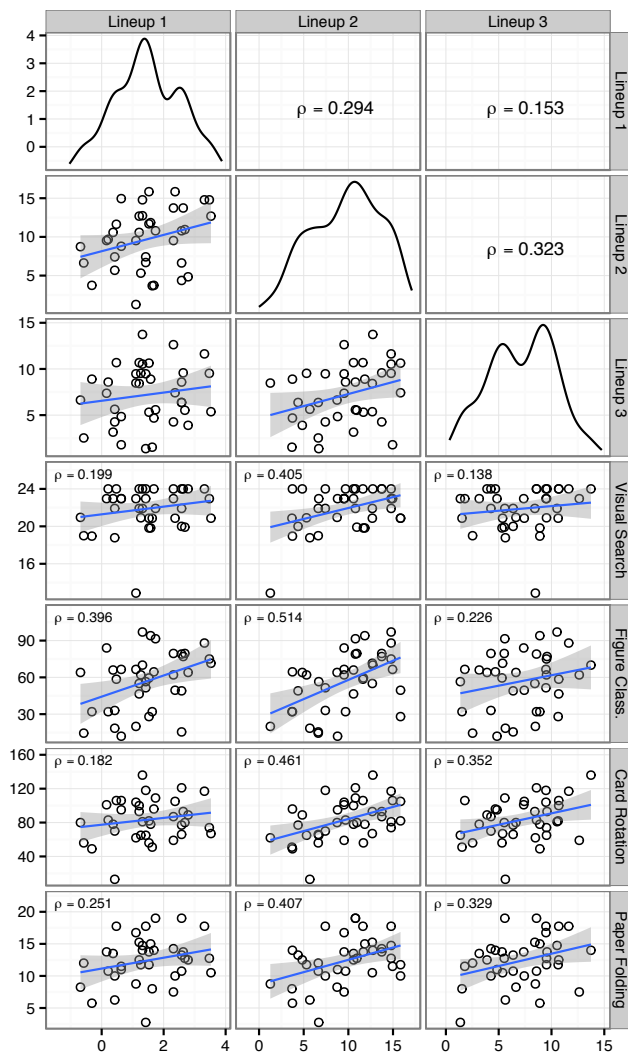 Lineup 1 Lineup 2 Lineup 3
4
3
2
1
0
ρ = 0.294 ρ = 0.153
Lineup 1
15
10
5
ρ = 0.323
Lineup 2
15
10
5
0
Lineup 3
24
20
16
ρ = 0.199 ρ = 0.405 ρ = 0.138
Visual Search
90
60
30
ρ = 0.396 ρ = 0.514 ρ = 0.226
Figure Class.
160
120
80
40
ρ = 0.182 ρ = 0.461 ρ = 0.352
Card Rotation
20
15
10
5
ρ = 0.251 ρ = 0.407 ρ = 0.329
Paper Folding
0 2 4 0 5 10 15 0 5 10 15